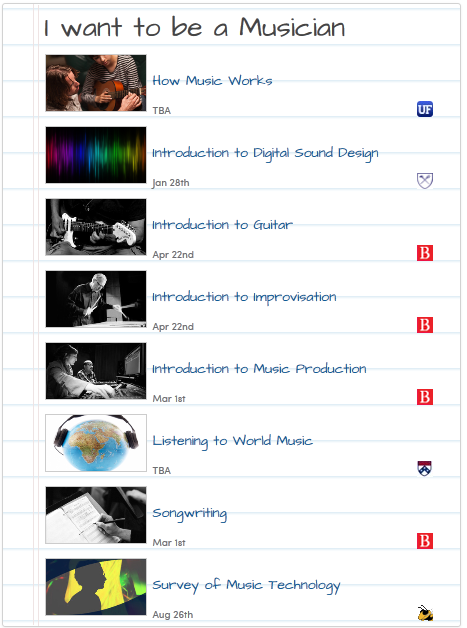 I want to be a Musician
How Music Works
TBA
UF
Introduction to Digital Sound Design
Jan 28th
Introduction to Guitar
Apr 22nd
B
Introduction to Improvisation
Apr 22nd
B
Introduction to Music Production
Mar 1st
B
Listening to World Music
TBA
Songwriting
Mar 1st
B
Survey of Music Technology
Aug 26th